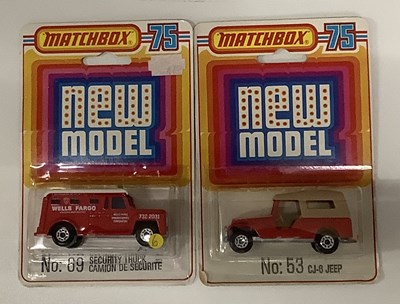 MATCHBOX 75
new
MODEL
WELLS FARGO
No: 69 SECURITY TRUCK
CAMION DE SECURITE
MATCHBOX 75
new
MODEL
No: 53 CJ-6 JEEP